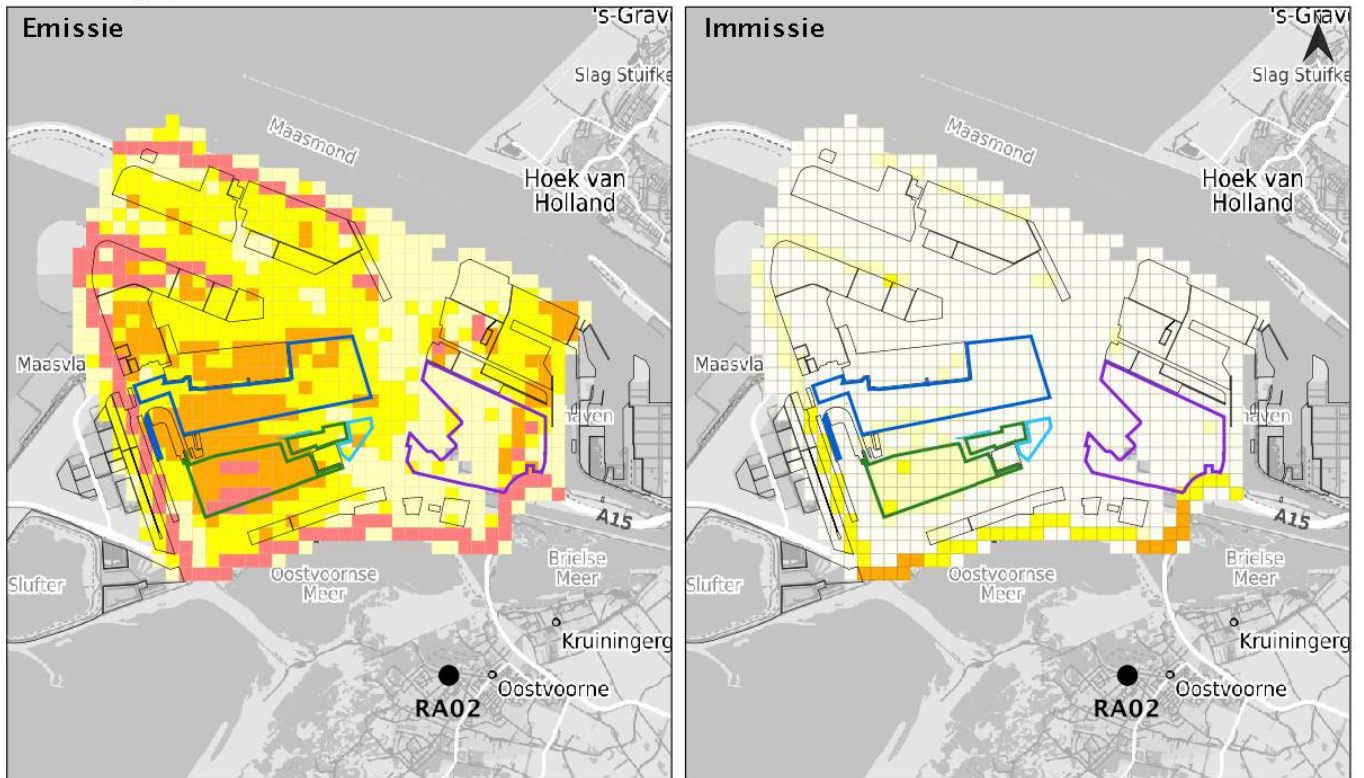 Emissie
's-Grav
Slag Stuifke
Maasmond
Hoek van
Holland
Maasvla
haven
A15
Slufter
Oostvoornse
Meer
Brielse
Meer
Kruiningerg
Oostvoorne
RA02
Immissie
's-Grav
Slag Stuifke
Maasmond
Hoek van
Holland
Maasvla
haven
A15
Slufter
Oostvoornse
Meer
Brielse
Meer
Kruiningerg
Oostvoorne
RA02